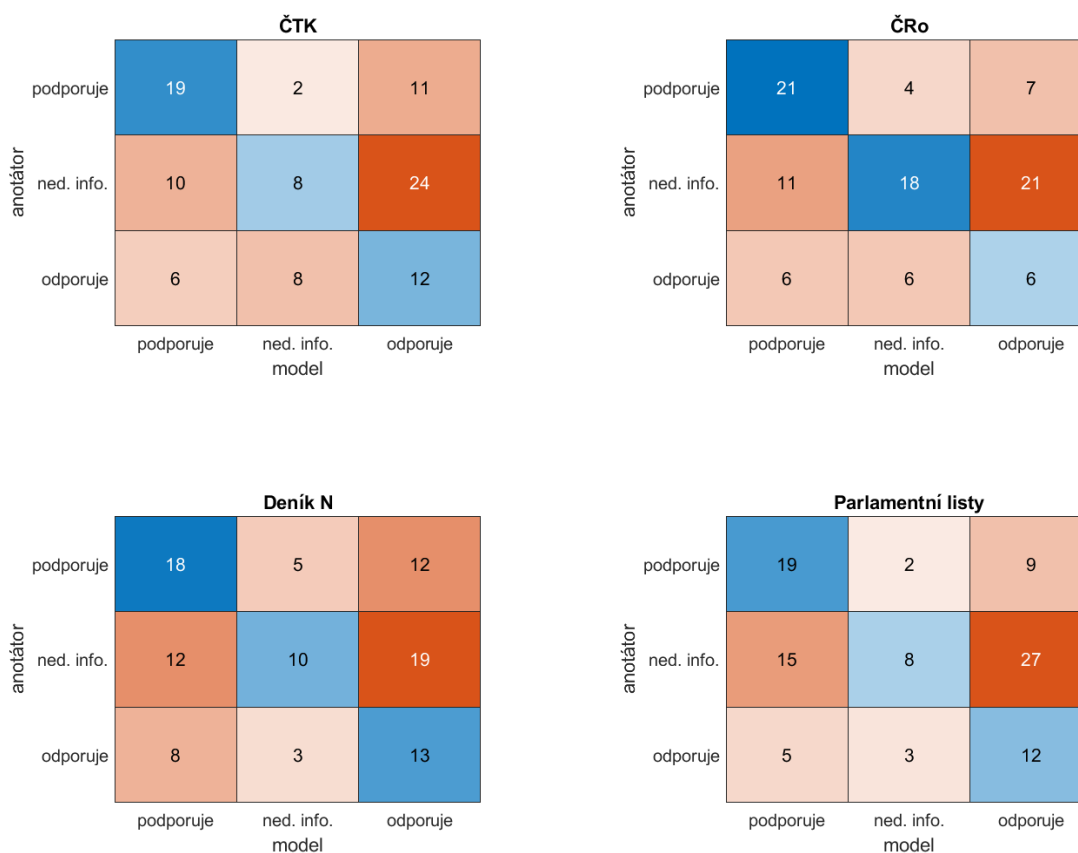 ČTK
podporuje 19 2 11
ned. info. 10 8 24
odporuje 6 8 12
podporuje ned. info. odporuje
model
anotátor
ČRo
podporuje 21 4 7
ned. info. 11 18 21
odporuje 6 6 6
podporuje ned. info. odporuje
model
anotátor
Deník N
podporuje 18 5 12
ned. info. 12 10 19
odporuje 8 3 13
podporuje ned. info. odporuje
model
anotátor
Parlamentní listy
podporuje 19 2 9
ned. info. 15 8 27
odporuje 5 3 12
podporuje ned. info. odporuje
model
anotátor